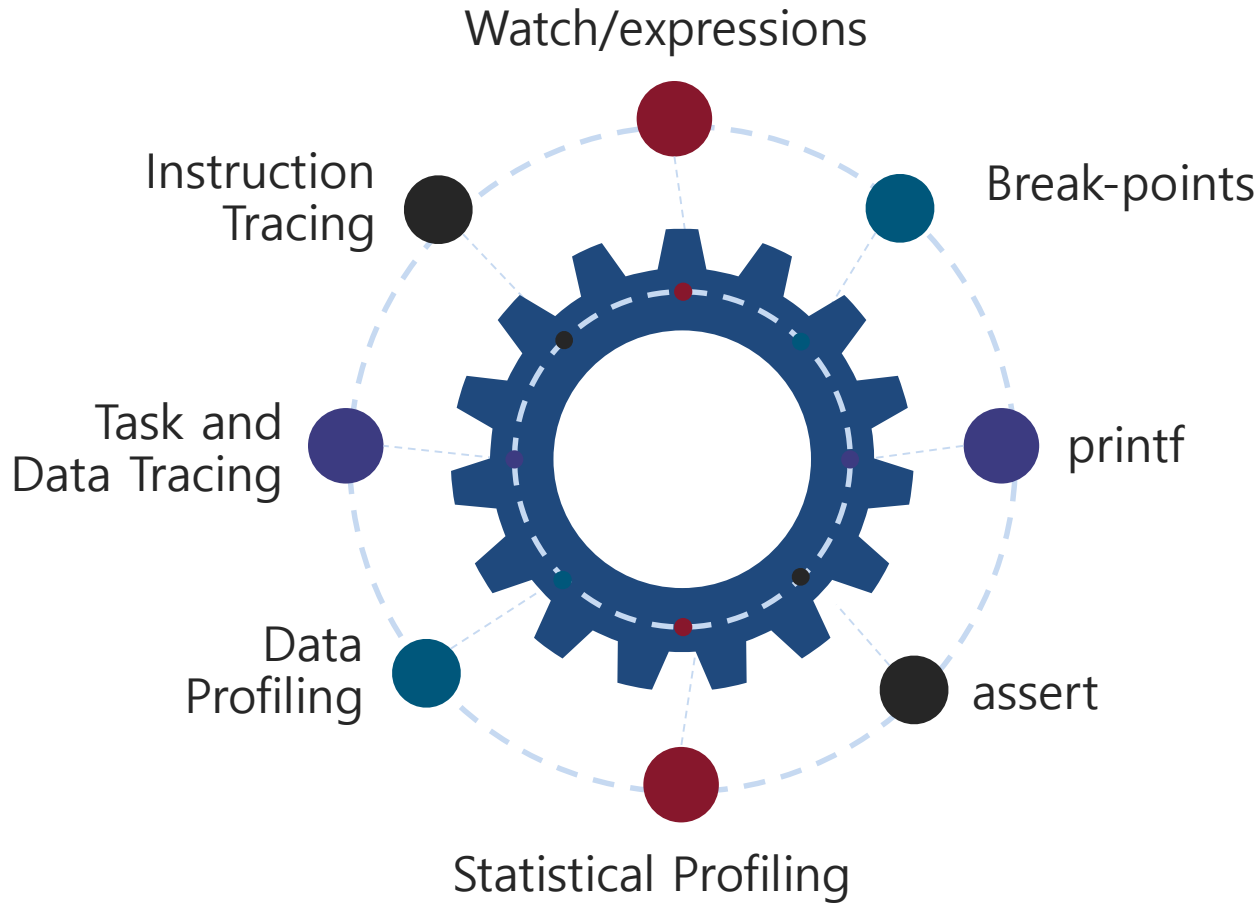 Watch/expressions
Break-points
printf
assert
Statistical Profiling
Data
Profiling
Task and
Data Tracing
Instruction
Tracing